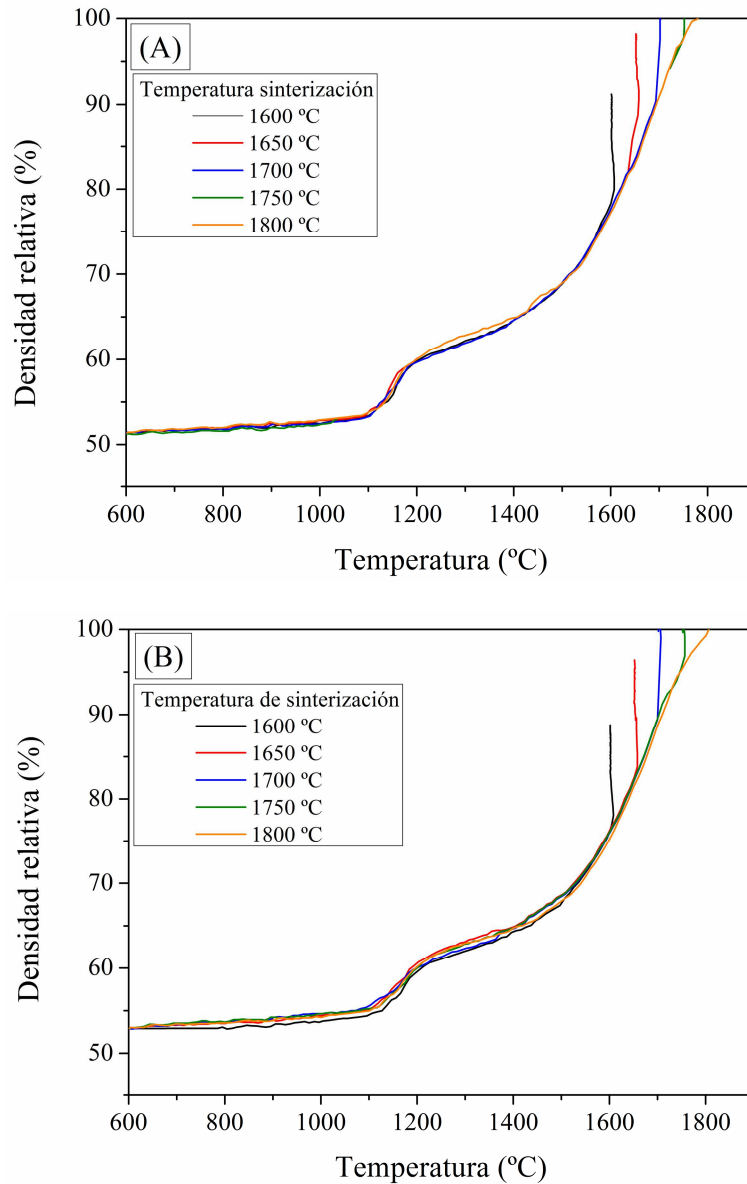 (A)
Temperatura sinterización
1600 ºC
1650 ºC
1700 ºC
1750 ºC
1800 ºC
Densidad relativa (%)
100
90
80
70
60
50
600 800 1000 1200 1400 1600 1800
Temperatura (ºC)
(B)
Temperatura de sinterización
1600 ºC
1650 ºC
1700 ºC
1750 ºC
1800 ºC
Densidad relativa (%)
100
90
80
70
60
50
600 800 1000 1200 1400 1600 1800
Temperatura (ºC)